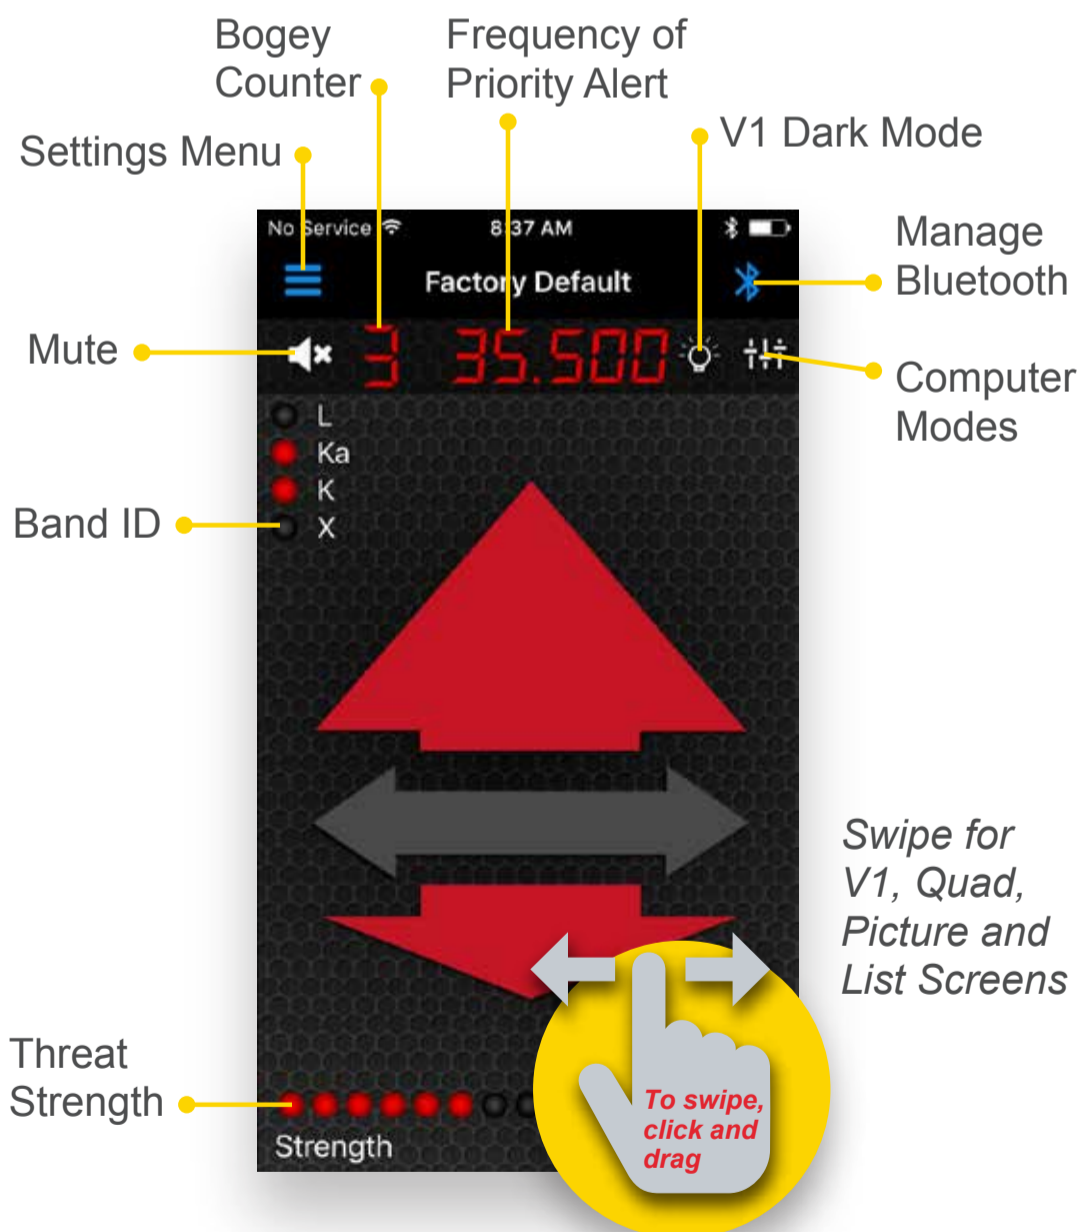 Bogey
Counter
Frequency of
Priority Alert
Settings Menu
V1 Dark Mode
No Service
8:37 AM
Manage
Bluetooth
Factory Default
Mute
3
35.500
Computer
Modes
L
Ka
K
X
Band ID
Swipe for
V1, Quad,
Picture and
List Screens
Threat
Strength
To swipe,
click and
drag
Strength